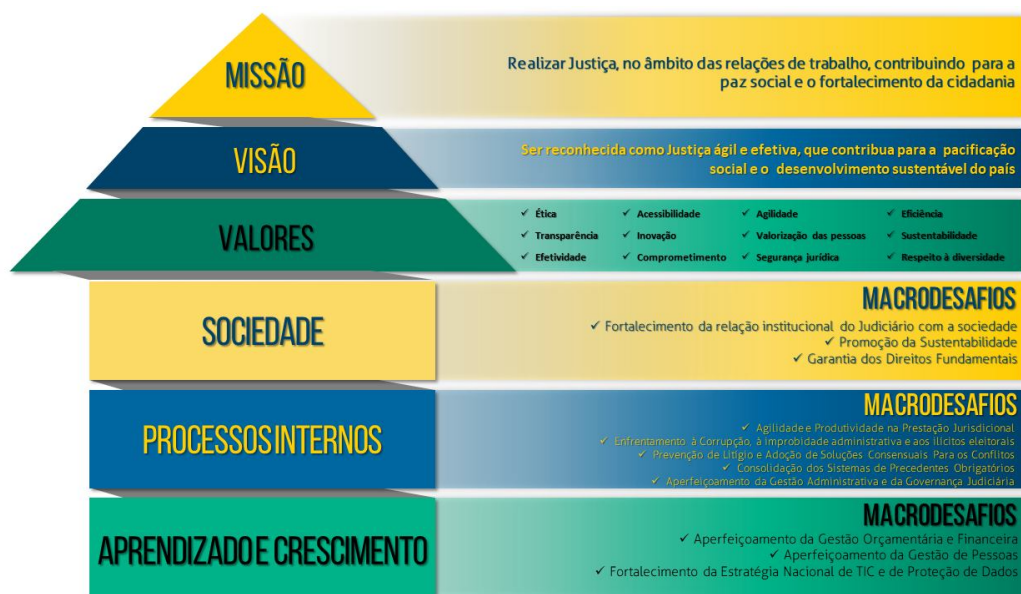 MISSÃO
Realizar Justiça, no âmbito das relações de trabalho, contribuindo para a
paz social e o fortalecimento da cidadania
VISÃO
Ser reconhecida como Justiça ágil e efetiva, que contribua para a pacificação
social e o desenvolvimento sustentável do país
VALORES
✓ Ética ✓ Acessibilidade ✓ Agilidade ✓ Eficiência
✓ Transparência ✓ Inovação ✓ Valorização das pessoas ✓ Sustentabilidade
✓ Efetividade ✓ Comprometimento ✓ Segurança jurídica ✓ Respeito à diversidade
SOCIEDADE
MACRODESAFIOS
✓ Fortalecimento da relação institucional do Judiciário com a sociedade
✓ Promoção da Sustentabilidade
✓ Garantia dos Direitos Fundamentais
PROCESSOS INTERNOS
MACRODESAFIOS
✓ Agilidade e Produtividade na Prestação Jurisdicional
✓ Enfrentamento à Corrupção, à improbidade administrativa e aos ilícitos eleitorais
✓ Prevenção de Litígio e Adoção de Soluções Consensuais Para os Conflitos
✓ Consolidação dos Sistemas de Precedentes Obrigatórios
✓ Aperfeiçoamento da Gestão Administrativa e da Governança Judiciária
APRENDIZADO E CRESCIMENTO
MACRODESAFIOS
✓ Aperfeiçoamento da Gestão Orçamentária e Financeira
✓ Aperfeiçoamento da Gestão de Pessoas
✓ Fortalecimento da Estratégia Nacional de TIC e de Proteção de Dados